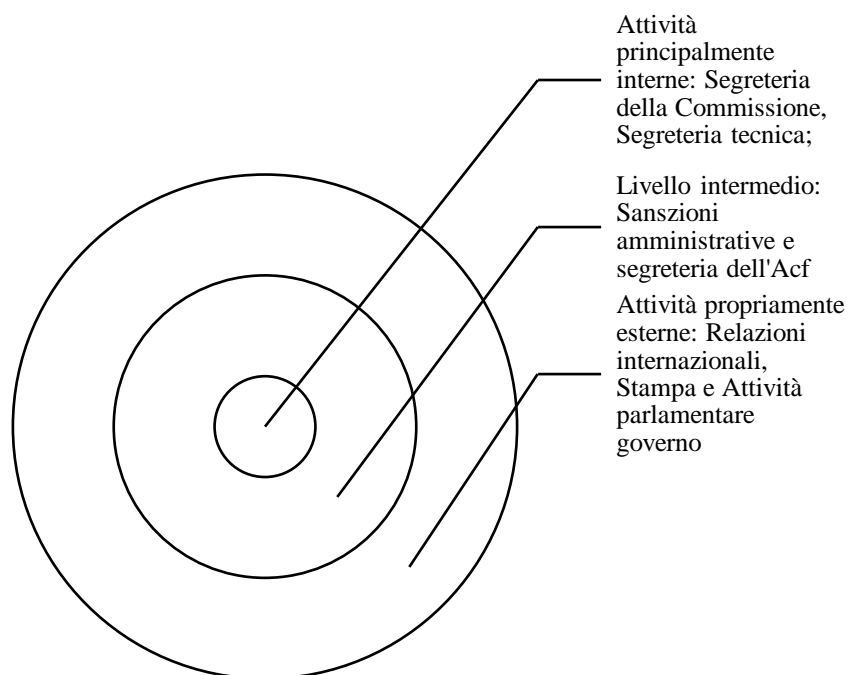 Attività
principalmente
interne: Segreteria
della Commissione,
Segreteria tecnica;
Livello intermedio:
Sanszioni
amministrative e
segreteria dell'Acf
Attività propriamente
esterne: Relazioni
internazionali,
Stampa e Attività
parlamentare
governo